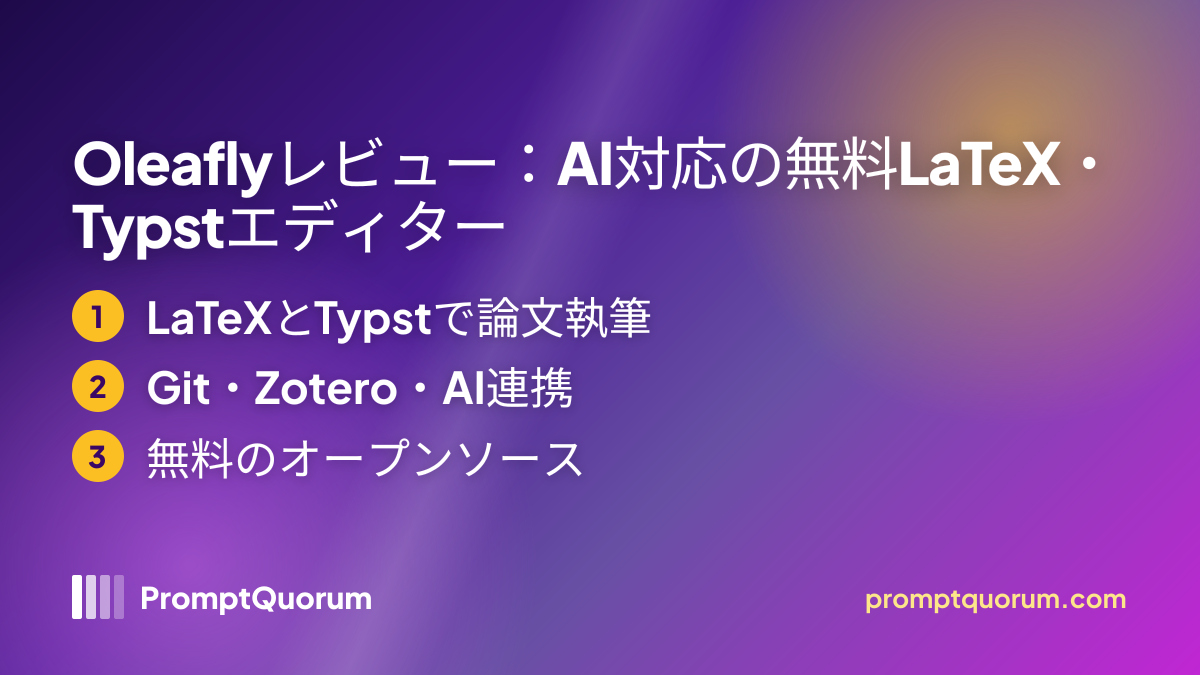 Oleaflyレビュー：AI対応の無料LaTeX・
Typstエディター
1 LaTeXとTypstで論文執筆
2 Git・Zotero・AI連携
3 無料のオープンソース
PromptQuorum
promptquorum.com